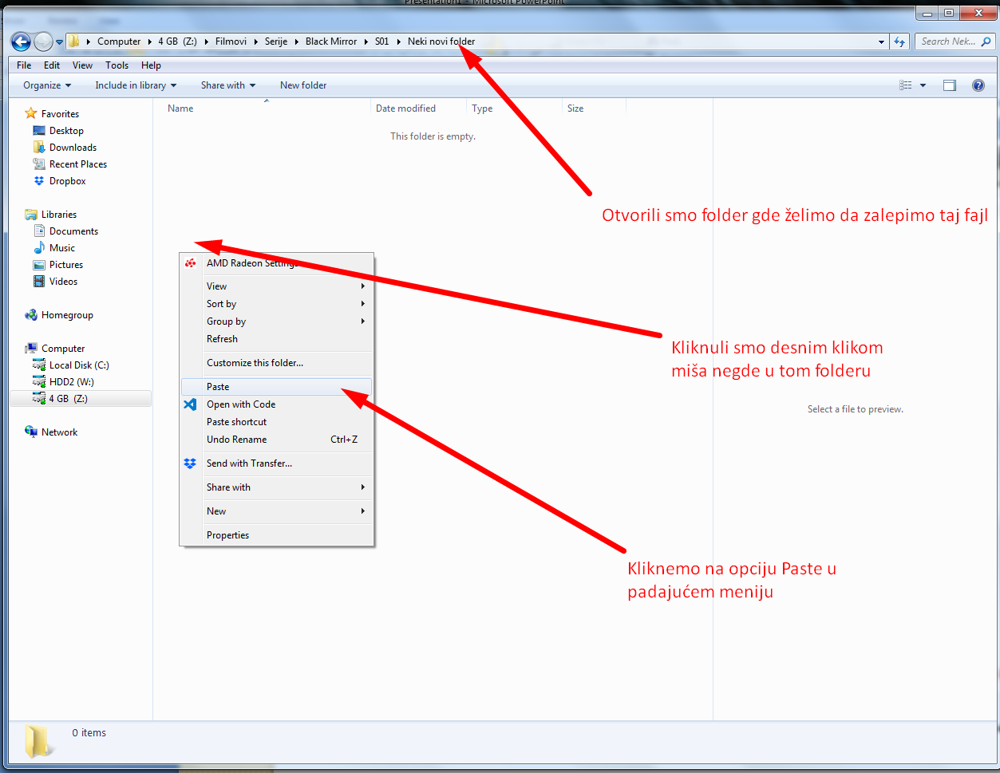 Presentation1 - Microsoft PowerPoint
Computer 4 GB (Z:) Filmovi Serije Black Mirror S01 Neki novi folder
Search Nek...
File Edit View Tools Help
Organize Include in library Share with New folder
Name Date modified Type Size
This folder is empty.
Favorites
Desktop
Downloads
Recent Places
Dropbox
Libraries
Documents
Music
Pictures
Videos
Homegroup
Computer
Local Disk (C:)
HDD2 (W:)
4 GB (Z:)
Network
Otvorili smo folder gde želimo da zalepimo taj fajl
AMD Radeon Settings
View
Sort by
Group by
Refresh
Customize this folder...
Paste
Open with Code
Paste shortcut
Undo Rename Ctrl+Z
Send with Transfer...
Share with
New
Properties
Kliknuli smo desnim klikom
miša negde u tom folderu
Select a file to preview.
Kliknemo na opciju Paste u
padajućem meniju
0 items